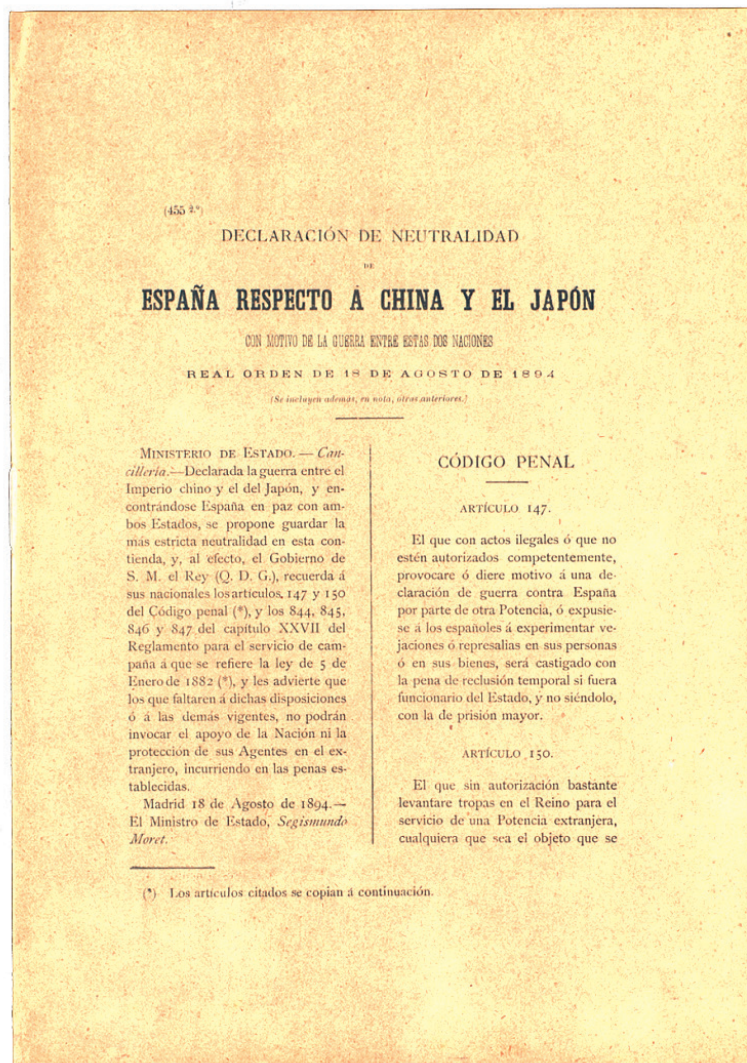 (455 2.º)
DECLARACIÓN DE NEUTRALIDAD
DE
ESPAÑA RESPECTO Á CHINA Y EL JAPÓN
CON MOTIVO DE LA GUERRA ENTRE ESTAS DOS NACIONES
REAL ORDEN DE 18 DE AGOSTO DE 1894
(Se incluyen además, en nota, otras anteriores.)
MINISTERIO DE ESTADO. — Can-
cillería.—Declarada la guerra entre el
Imperio chino y el del Japón, y en-
contrándose España en paz con am-
bos Estados, se propone guardar la
más estricta neutralidad en esta con-
tienda, y, al efecto, el Gobierno de
S. M. el Rey (Q. D. G.), recuerda á
sus nacionales los artículos 147 y 150
del Código penal (*), y los 844, 845,
846 y 847 del capítulo XXVII del
Reglamento para el servicio de cam-
paña á que se refiere la ley de 5 de
Enero de 1882 (*), y les advierte que
los que faltaren á dichas disposiciones
ó á las demás vigentes, no podrán
invocar el apoyo de la Nación ni la
protección de sus Agentes en el ex-
tranjero, incurriendo en las penas es-
tablecidas.
Madrid 18 de Agosto de 1894.—
El Ministro de Estado, Segismundo
Moret.
CÓDIGO PENAL
ARTÍCULO 147.
El que con actos ilegales ó que no
estén autorizados competentemente,
provocare ó diere motivo á una de-
claración de guerra contra España
por parte de otra Potencia, ó expusie-
se á los españoles á experimentar ve-
jaciones ó represalias en sus personas
ó en sus bienes, será castigado con
la pena de reclusión temporal si fuera
funcionario del Estado, y no siéndolo,
con la de prisión mayor.
ARTÍCULO 150.
El que sin autorización bastante
levantare tropas en el Reino para el
servicio de una Potencia extranjera,
cualquiera que sea el objeto que se
(*) Los artículos citados se copian á continuación.